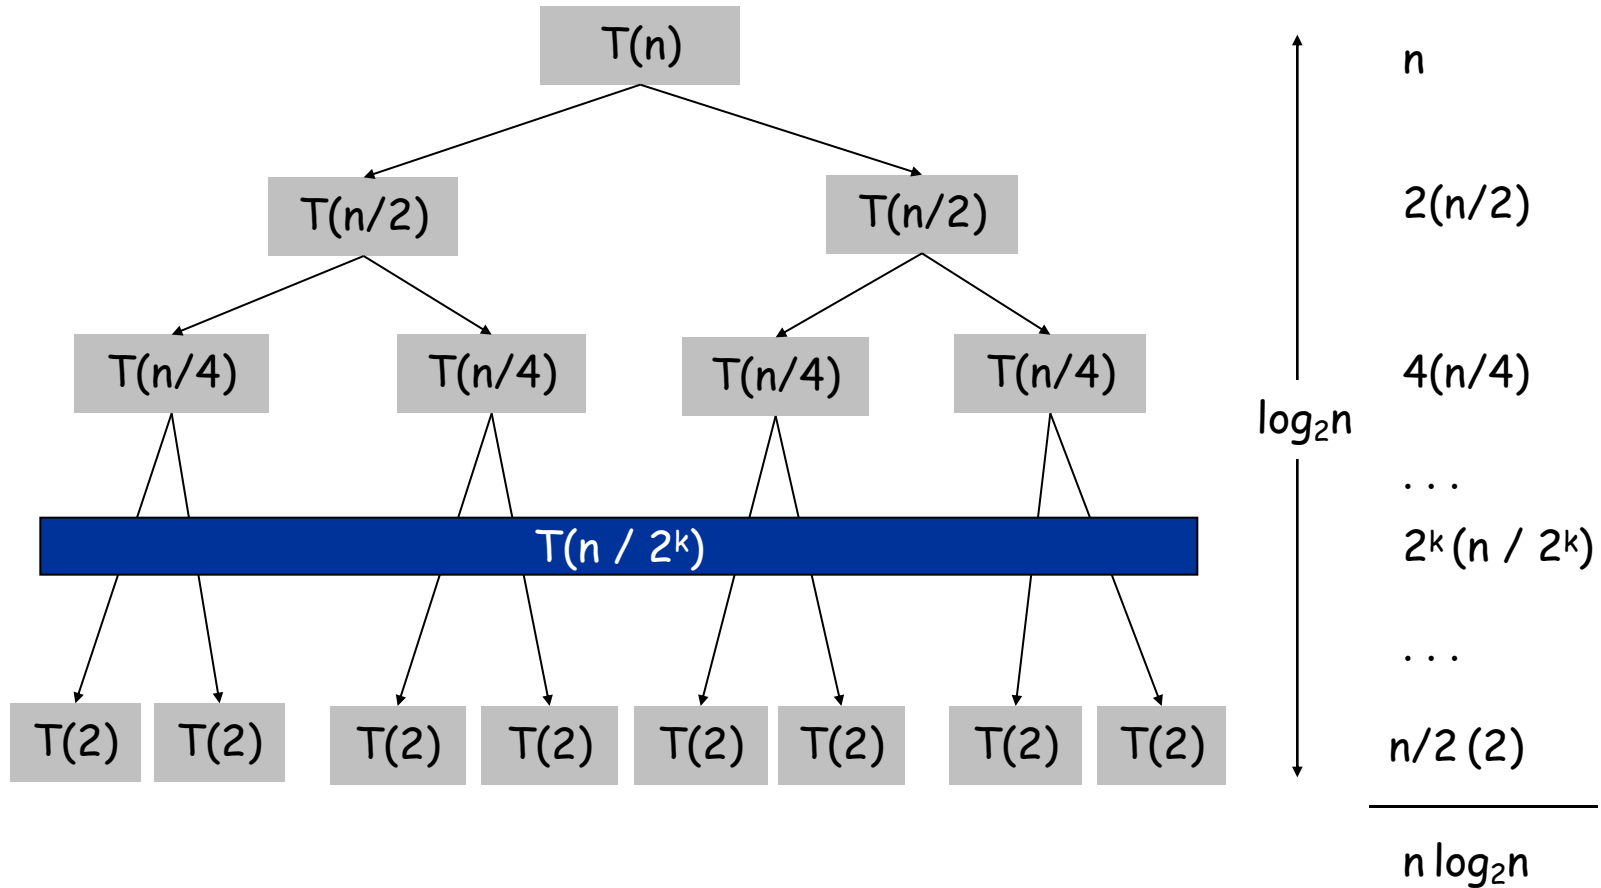 T(n)
n
T(n/2) T(n/2)
2(n/2)
T(n/4) T(n/4) T(n/4) T(n/4)
4(n/4)
log₂n
. . .
T(n / 2ᵏ)
2ᵏ (n / 2ᵏ)
. . .
T(2) T(2) T(2) T(2) T(2) T(2) T(2) T(2)
n/2 (2)
n log₂n